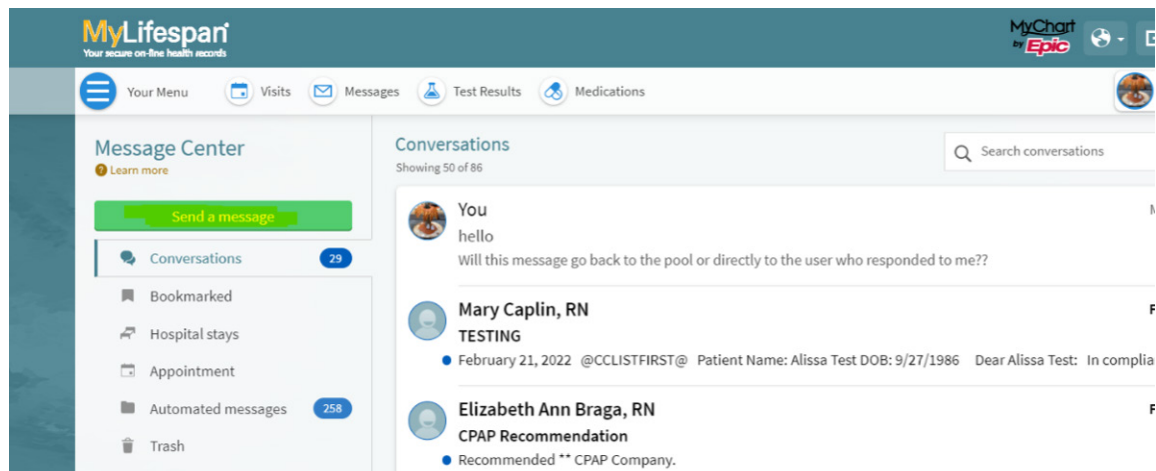 MyLifespan
Your secure on-line health records
MyChart
by Epic
Your Menu Visits Messages Test Results Medications
Message Center
Learn more
Send a message
Conversations 29
Bookmarked
Hospital stays
Appointment
Automated messages 258
Trash
Conversations
Showing 50 of 86
Search conversations
You
hello
Will this message go back to the pool or directly to the user who responded to me??
Mary Caplin, RN
TESTING
February 21, 2022 @CCLISTFIRST@ Patient Name: Alissa Test DOB: 9/27/1986 Dear Alissa Test: In complia
Elizabeth Ann Braga, RN
CPAP Recommendation
Recommended ** CPAP Company.